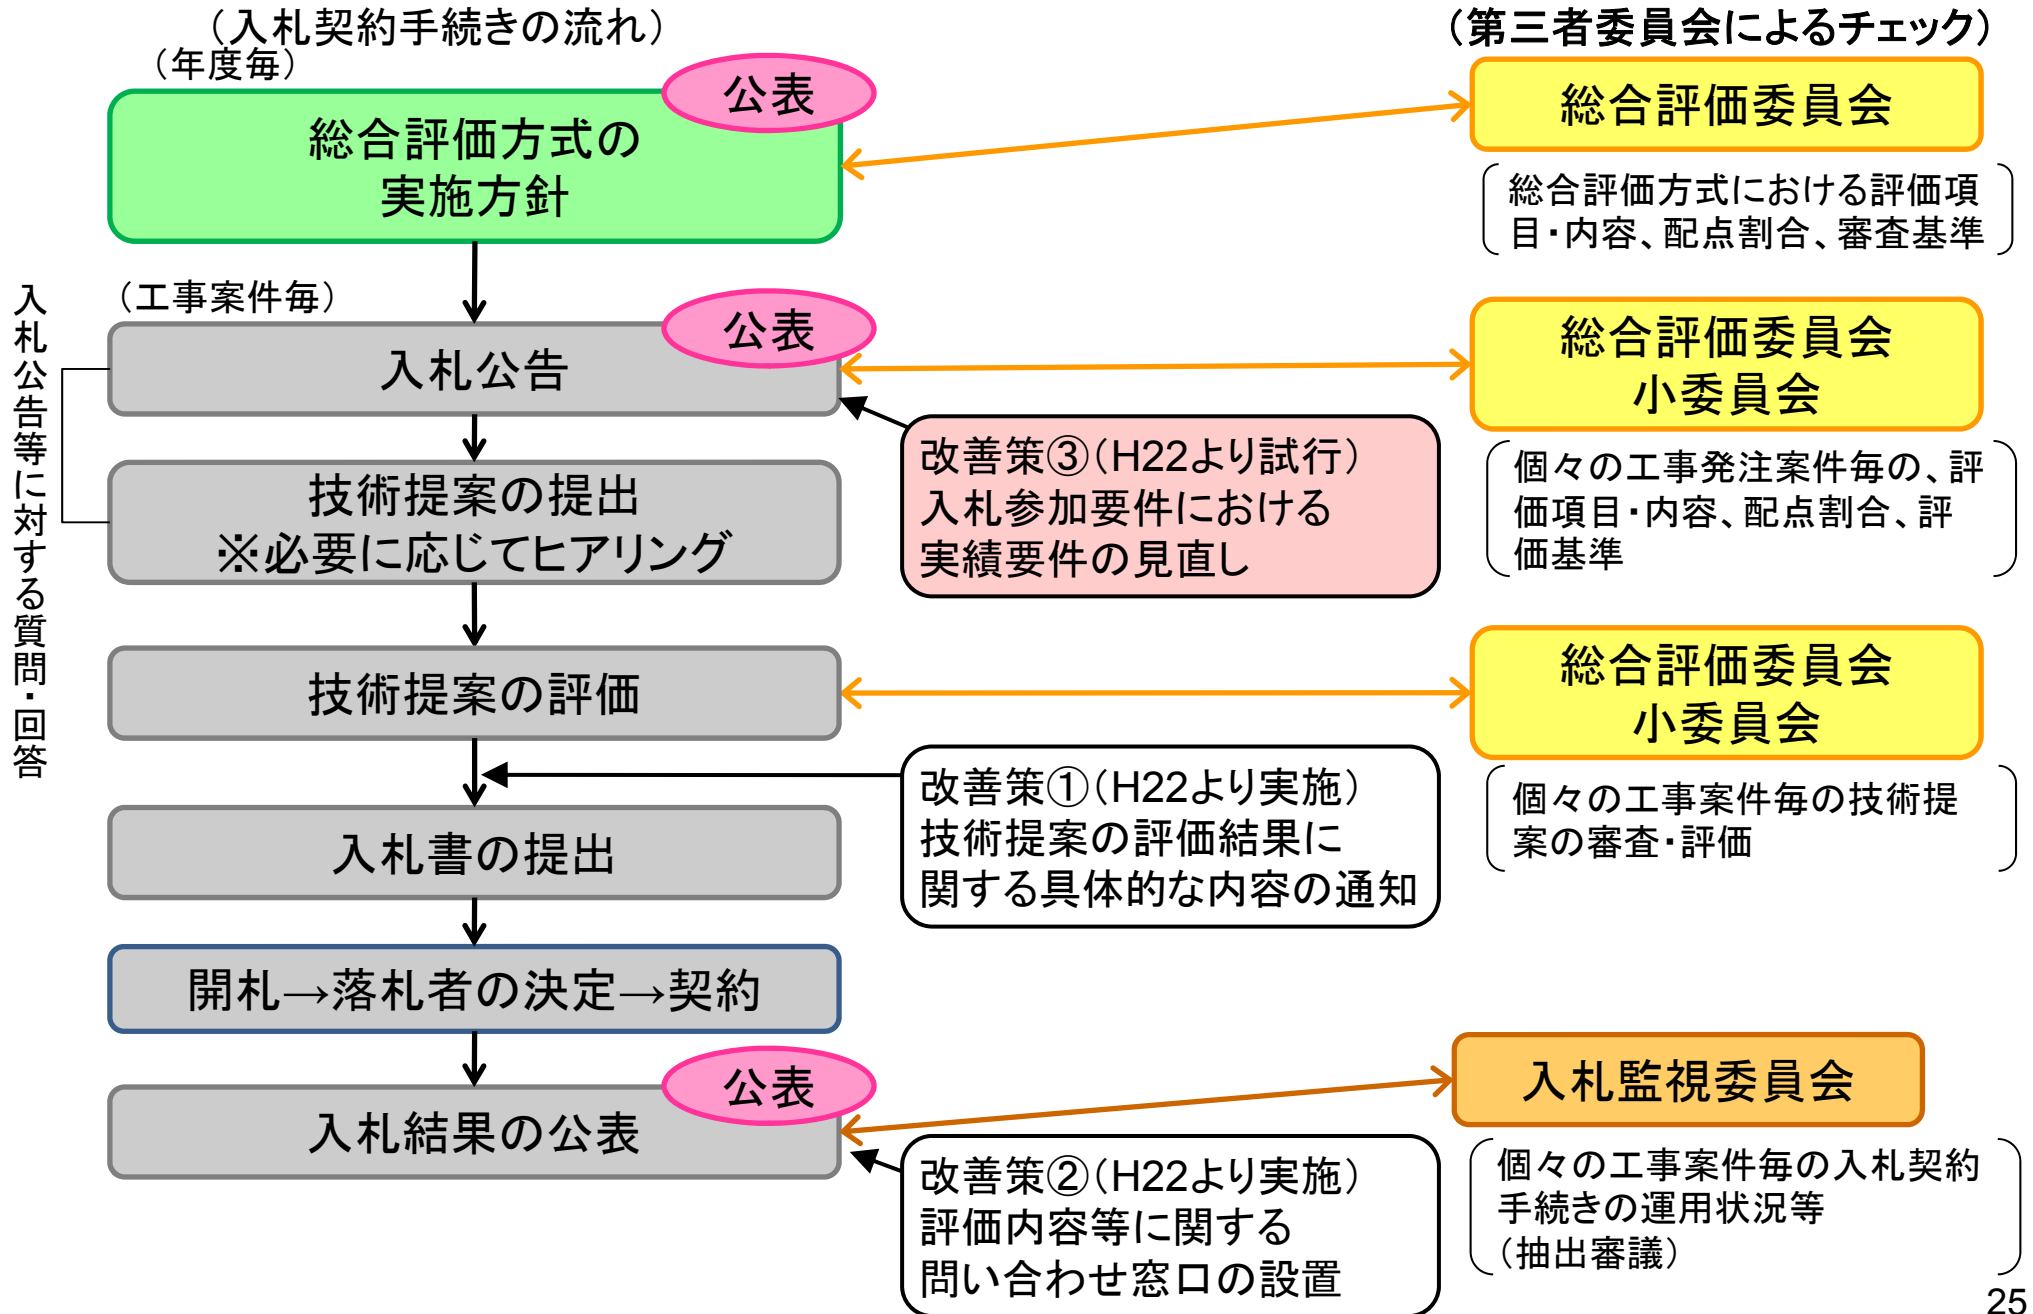 （入札契約手続きの流れ）
（第三者委員会によるチェック）
（年度毎）
公表
総合評価方式の
実施方針
総合評価委員会
総合評価方式における評価項
目・内容、配点割合、審査基準
入札公告等に対する質問・回答
（工事案件毎）
公表
入札公告
総合評価委員会
小委員会
個々の工事発注案件毎の、評
価項目・内容、配点割合、評
価基準
改善策③（H22より試行）
入札参加要件における
実績要件の見直し
技術提案の提出
※必要に応じてヒアリング
技術提案の評価
総合評価委員会
小委員会
個々の工事案件毎の技術提
案の審査・評価
改善策①（H22より実施）
技術提案の評価結果に
関する具体的な内容の通知
入札書の提出
開札→落札者の決定→契約
公表
入札結果の公表
入札監視委員会
個々の工事案件毎の入札契約
手続きの運用状況等
（抽出審議）
改善策②（H22より実施）
評価内容等に関する
問い合わせ窓口の設置
25